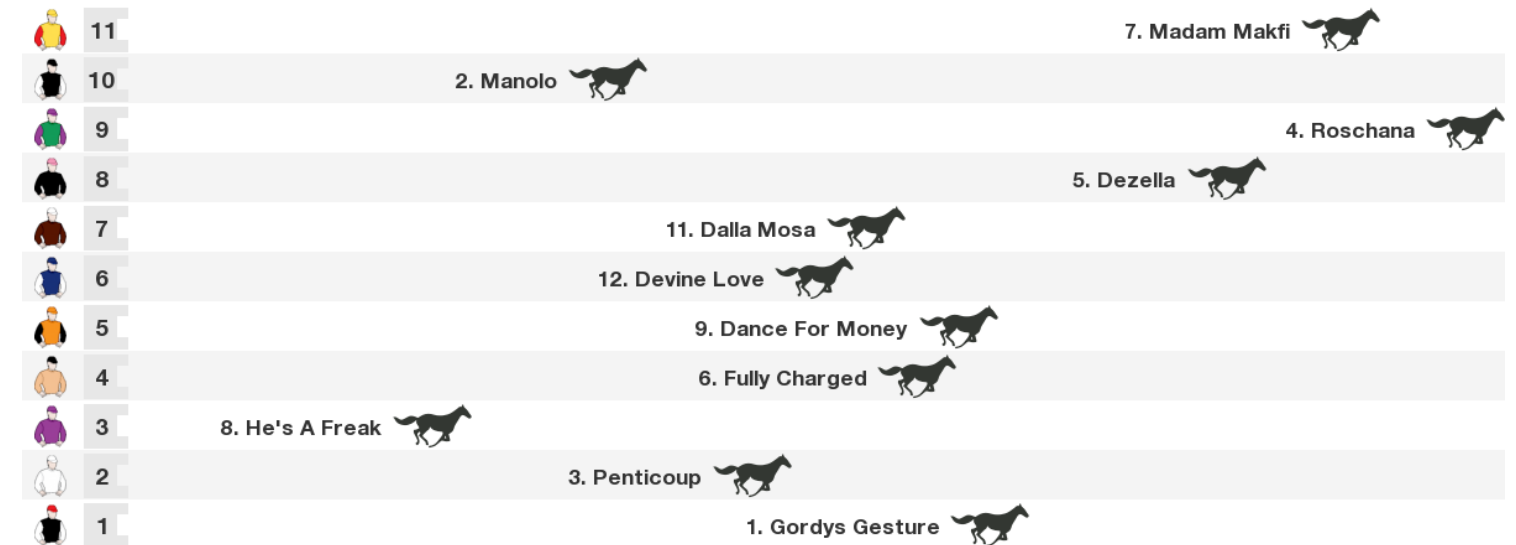 11 7. Madam Makfi
10 2. Manolo
9 4. Roschana
8 5. Dezella
7 11. Dalla Mosa
6 12. Devine Love
5 9. Dance For Money
4 6. Fully Charged
3 8. He's A Freak
2 3. Penticoup
1 1. Gordys Gesture